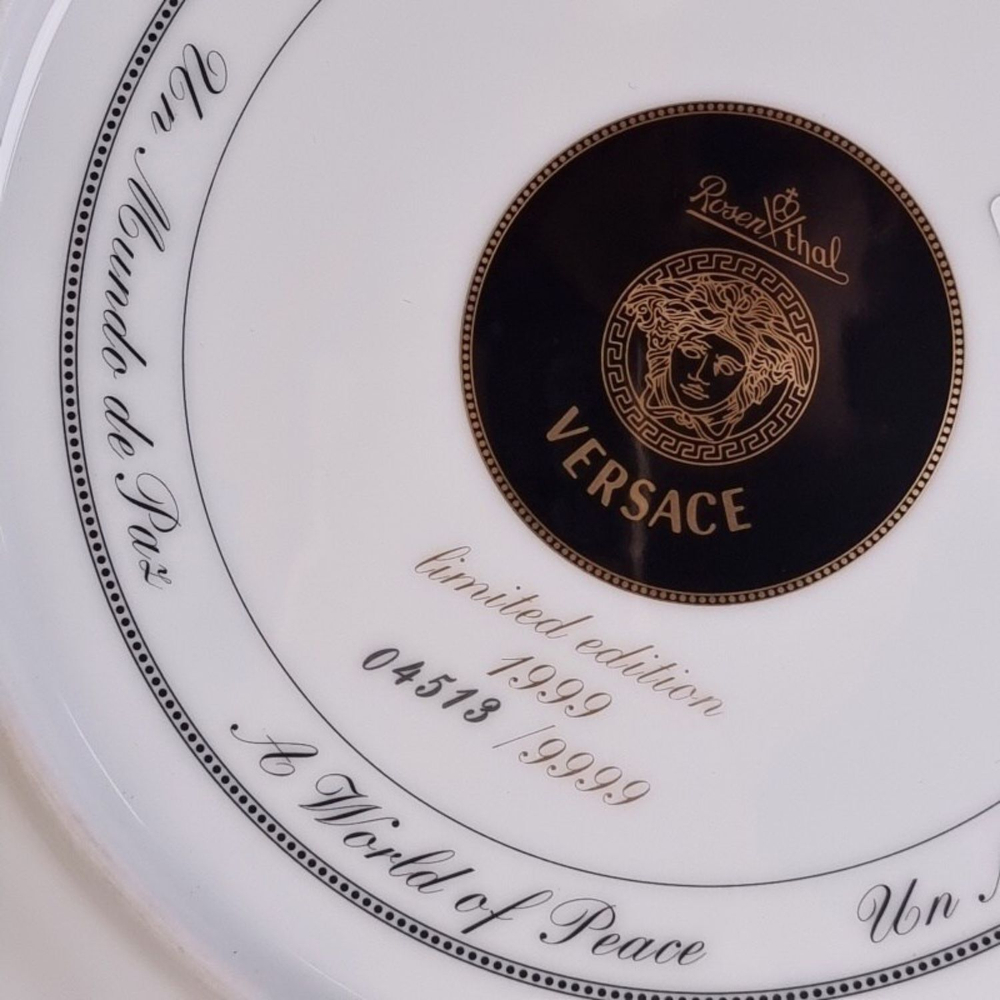 Rosenthal
VERSACE
limited edition
1999
04513 /9999
Un Mundo de Paz
A World of Peace
Un